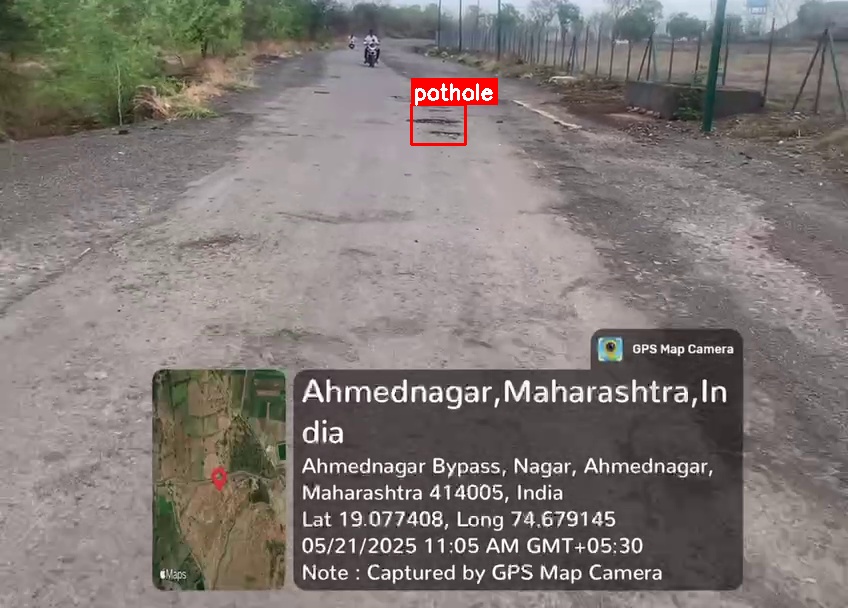 pothole
GPS Map Camera
Ahmednagar,Maharashtra,In
dia
Ahmednagar Bypass, Nagar, Ahmednagar,
Maharashtra 414005, India
Lat 19.077408, Long 74.679145
05/21/2025 11:05 AM GMT+05:30
Note : Captured by GPS Map Camera
Maps